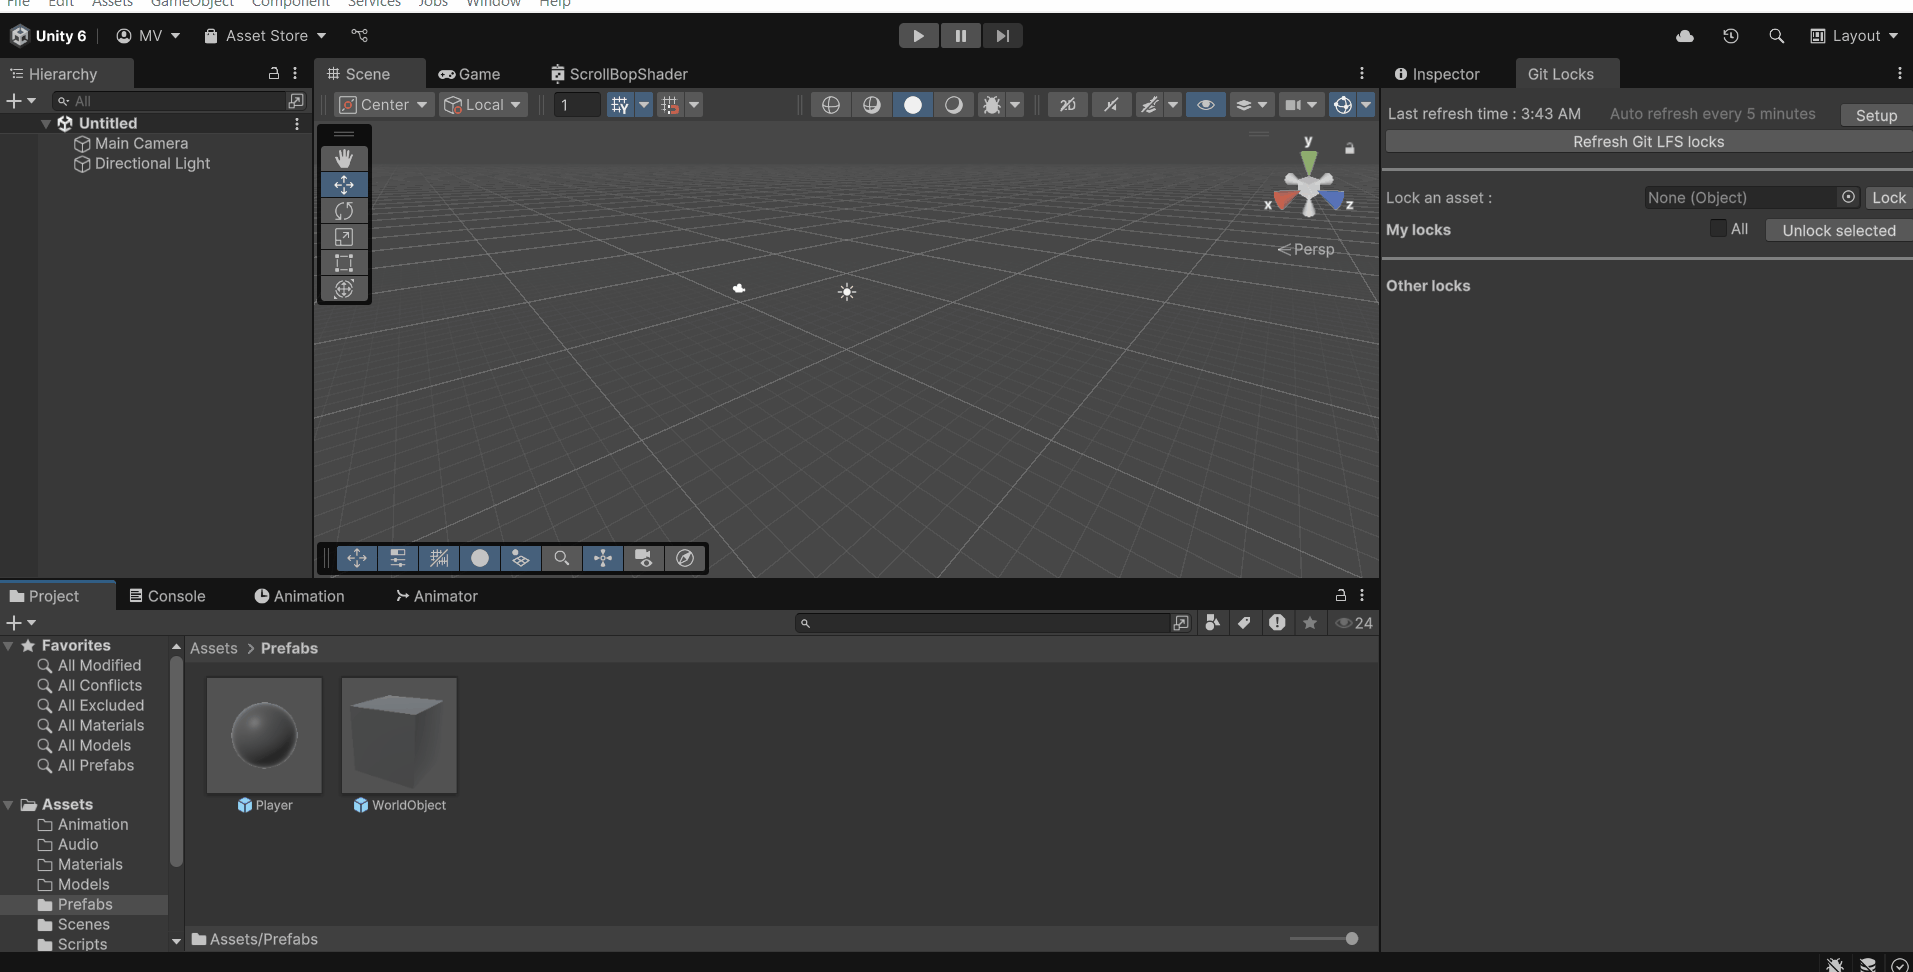 File Edit Assets GameObject Component Services Jobs Window Help
Unity 6 MV Asset Store Layout
Hierarchy
All
Untitled
Main Camera
Directional Light
Scene Game ScrollBopShader
Center Local 1 2D
y
x z
Persp
Inspector Git Locks
Last refresh time : 3:43 AM Auto refresh every 5 minutes Setup
Refresh Git LFS locks
Lock an asset : None (Object) Lock
My locks All Unlock selected
Other locks
Project Console Animation Animator
24
Favorites
All Modified
All Conflicts
All Excluded
All Materials
All Models
All Prefabs
Assets
Animation
Audio
Materials
Models
Prefabs
Scenes
Scripts
Assets > Prefabs
Player WorldObject
Assets/Prefabs